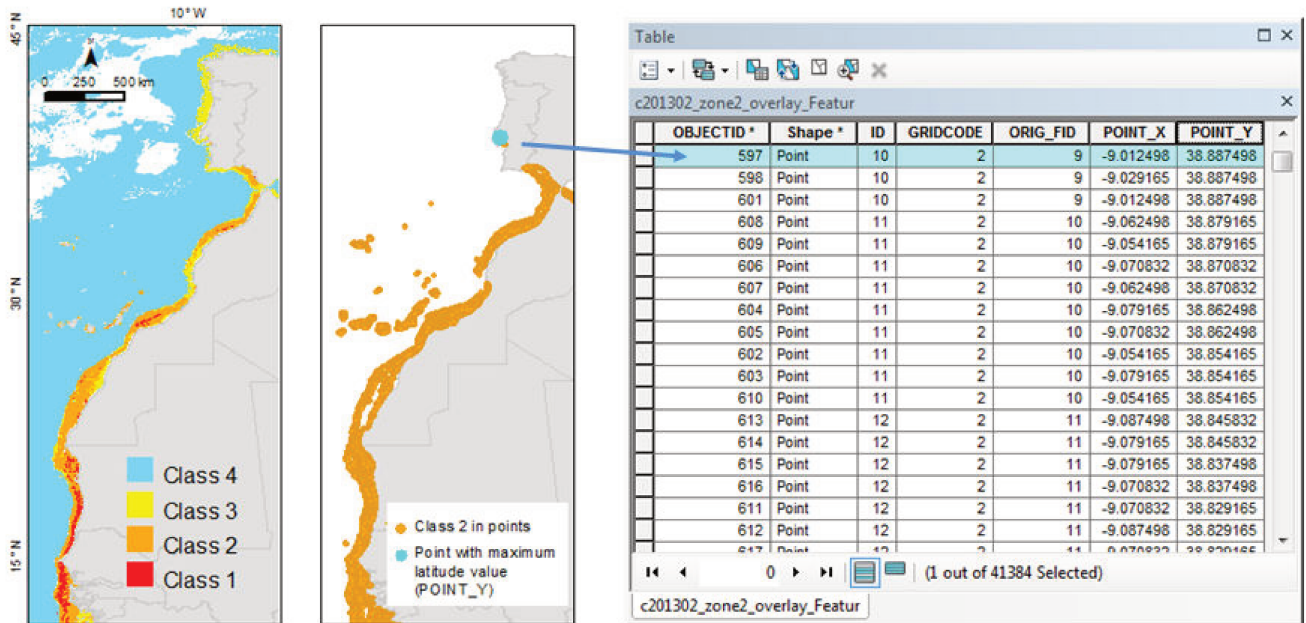 10° W
45° N
0 250 500 km
30° N
15° N
Class 4
Class 3
Class 2
Class 1
Class 2 in points
Point with maximum
latitude value
(POINT_Y)
Table
c201302_zone2_overlay_Featur
OBJECTID * Shape * ID GRIDCODE ORIG_FID POINT_X POINT_Y
597 Point 10 2 9 -9.012498 38.887498
598 Point 10 2 9 -9.029165 38.887498
601 Point 10 2 9 -9.012498 38.887498
608 Point 11 2 10 -9.062498 38.879165
609 Point 11 2 10 -9.054165 38.879165
606 Point 11 2 10 -9.070832 38.870832
607 Point 11 2 10 -9.062498 38.870832
604 Point 11 2 10 -9.079165 38.862498
605 Point 11 2 10 -9.070832 38.862498
602 Point 11 2 10 -9.054165 38.854165
603 Point 11 2 10 -9.079165 38.854165
610 Point 11 2 10 -9.054165 38.854165
613 Point 12 2 11 -9.087498 38.845832
614 Point 12 2 11 -9.079165 38.845832
615 Point 12 2 11 -9.079165 38.837498
616 Point 12 2 11 -9.070832 38.837498
611 Point 12 2 11 -9.070832 38.829165
612 Point 12 2 11 -9.087498 38.829165
617 Point 12 2 11 -9.070832 38.829165
0 (1 out of 41384 Selected)
c201302_zone2_overlay_Featur